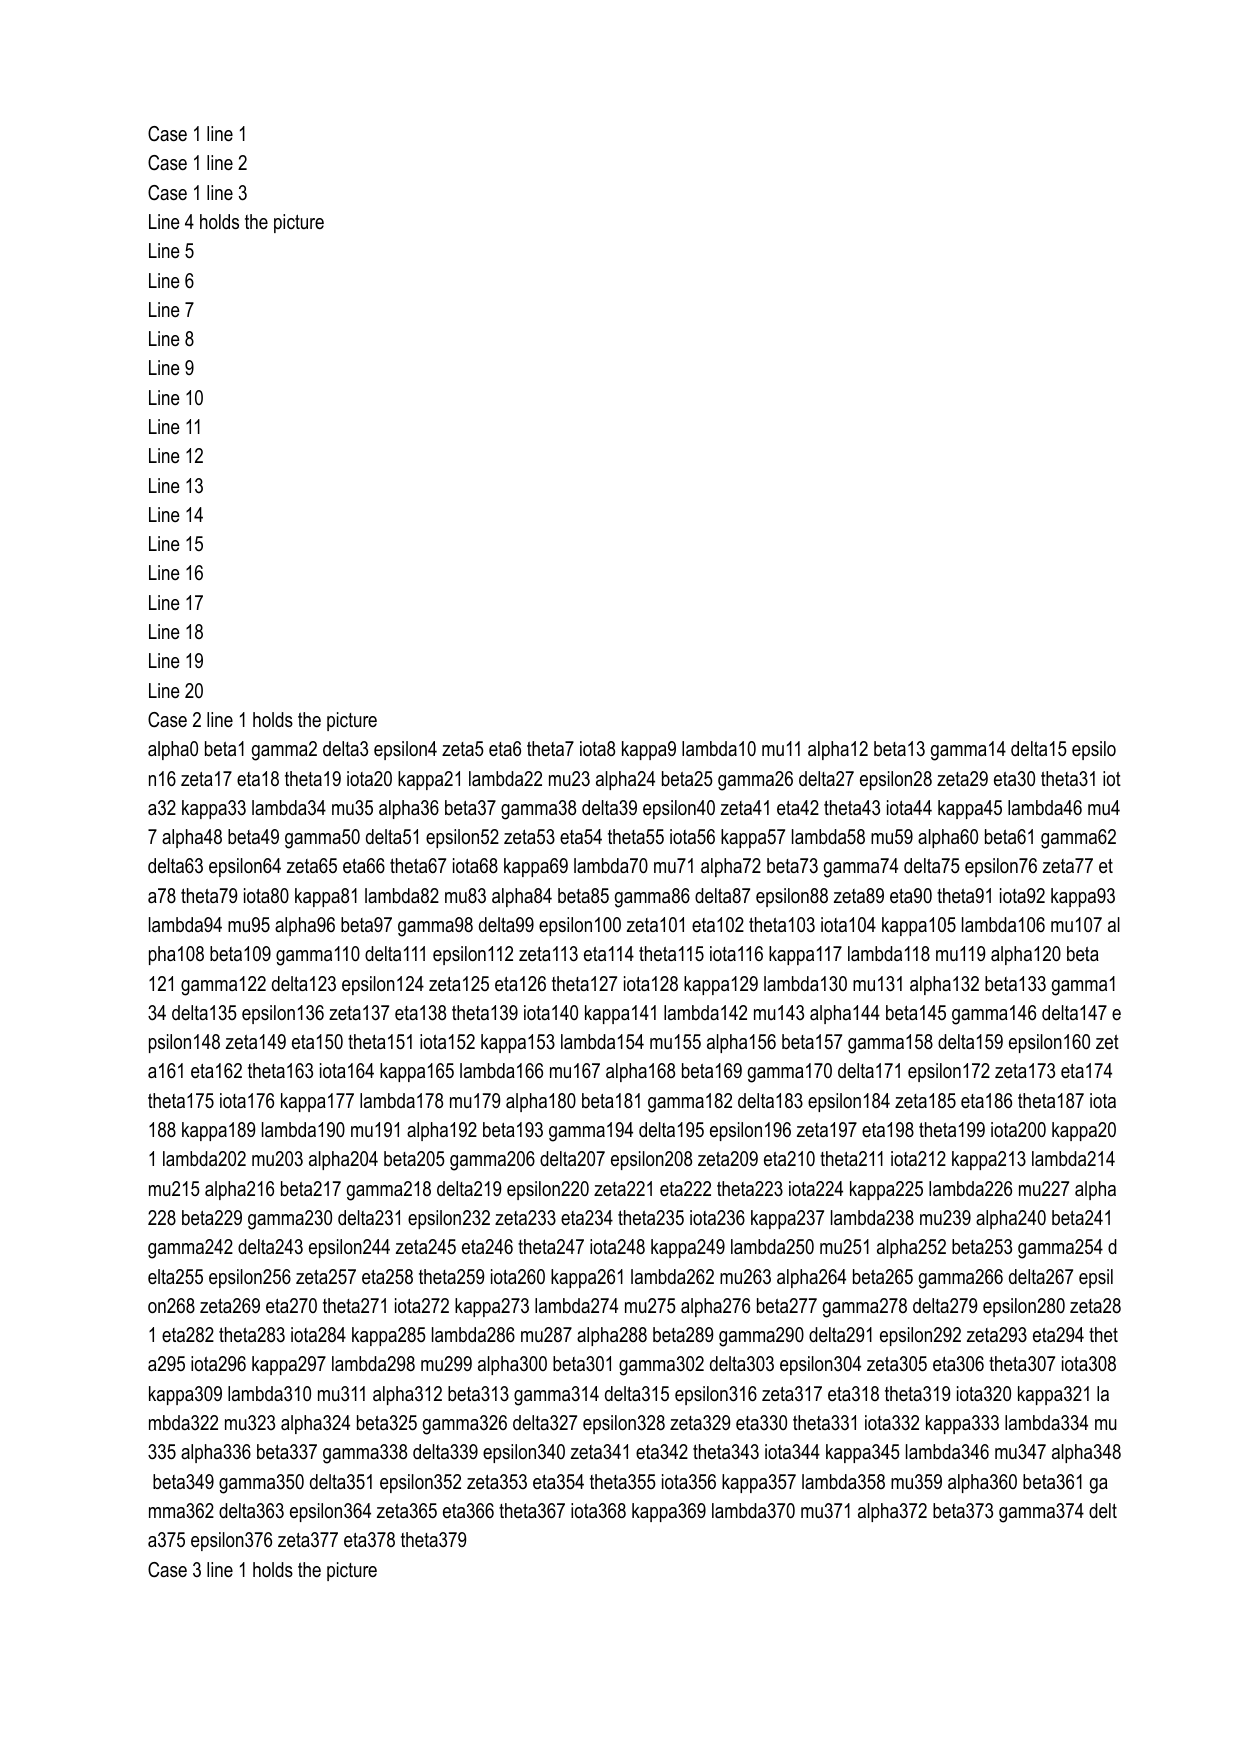 Case 1 line 1
Case 1 line 2
Case 1 line 3
Line 4 holds the picture
Line 5
Line 6
Line 7
Line 8
Line 9
Line 10
Line 11
Line 12
Line 13
Line 14
Line 15
Line 16
Line 17
Line 18
Line 19
Line 20
Case 2 line 1 holds the picture
alpha0 beta1 gamma2 delta3 epsilon4 zeta5 eta6 theta7 iota8 kappa9 lambda10 mu11 alpha12 beta13 gamma14 delta15 epsilo
n16 zeta17 eta18 theta19 iota20 kappa21 lambda22 mu23 alpha24 beta25 gamma26 delta27 epsilon28 zeta29 eta30 theta31 iot
a32 kappa33 lambda34 mu35 alpha36 beta37 gamma38 delta39 epsilon40 zeta41 eta42 theta43 iota44 kappa45 lambda46 mu4
7 alpha48 beta49 gamma50 delta51 epsilon52 zeta53 eta54 theta55 iota56 kappa57 lambda58 mu59 alpha60 beta61 gamma62
delta63 epsilon64 zeta65 eta66 theta67 iota68 kappa69 lambda70 mu71 alpha72 beta73 gamma74 delta75 epsilon76 zeta77 et
a78 theta79 iota80 kappa81 lambda82 mu83 alpha84 beta85 gamma86 delta87 epsilon88 zeta89 eta90 theta91 iota92 kappa93
lambda94 mu95 alpha96 beta97 gamma98 delta99 epsilon100 zeta101 eta102 theta103 iota104 kappa105 lambda106 mu107 al
pha108 beta109 gamma110 delta111 epsilon112 zeta113 eta114 theta115 iota116 kappa117 lambda118 mu119 alpha120 beta
121 gamma122 delta123 epsilon124 zeta125 eta126 theta127 iota128 kappa129 lambda130 mu131 alpha132 beta133 gamma1
34 delta135 epsilon136 zeta137 eta138 theta139 iota140 kappa141 lambda142 mu143 alpha144 beta145 gamma146 delta147 e
psilon148 zeta149 eta150 theta151 iota152 kappa153 lambda154 mu155 alpha156 beta157 gamma158 delta159 epsilon160 zet
a161 eta162 theta163 iota164 kappa165 lambda166 mu167 alpha168 beta169 gamma170 delta171 epsilon172 zeta173 eta174
theta175 iota176 kappa177 lambda178 mu179 alpha180 beta181 gamma182 delta183 epsilon184 zeta185 eta186 theta187 iota
188 kappa189 lambda190 mu191 alpha192 beta193 gamma194 delta195 epsilon196 zeta197 eta198 theta199 iota200 kappa20
1 lambda202 mu203 alpha204 beta205 gamma206 delta207 epsilon208 zeta209 eta210 theta211 iota212 kappa213 lambda214
mu215 alpha216 beta217 gamma218 delta219 epsilon220 zeta221 eta222 theta223 iota224 kappa225 lambda226 mu227 alpha
228 beta229 gamma230 delta231 epsilon232 zeta233 eta234 theta235 iota236 kappa237 lambda238 mu239 alpha240 beta241
gamma242 delta243 epsilon244 zeta245 eta246 theta247 iota248 kappa249 lambda250 mu251 alpha252 beta253 gamma254 d
elta255 epsilon256 zeta257 eta258 theta259 iota260 kappa261 lambda262 mu263 alpha264 beta265 gamma266 delta267 epsil
on268 zeta269 eta270 theta271 iota272 kappa273 lambda274 mu275 alpha276 beta277 gamma278 delta279 epsilon280 zeta28
1 eta282 theta283 iota284 kappa285 lambda286 mu287 alpha288 beta289 gamma290 delta291 epsilon292 zeta293 eta294 thet
a295 iota296 kappa297 lambda298 mu299 alpha300 beta301 gamma302 delta303 epsilon304 zeta305 eta306 theta307 iota308
kappa309 lambda310 mu311 alpha312 beta313 gamma314 delta315 epsilon316 zeta317 eta318 theta319 iota320 kappa321 la
mbda322 mu323 alpha324 beta325 gamma326 delta327 epsilon328 zeta329 eta330 theta331 iota332 kappa333 lambda334 mu
335 alpha336 beta337 gamma338 delta339 epsilon340 zeta341 eta342 theta343 iota344 kappa345 lambda346 mu347 alpha348
beta349 gamma350 delta351 epsilon352 zeta353 eta354 theta355 iota356 kappa357 lambda358 mu359 alpha360 beta361 ga
mma362 delta363 epsilon364 zeta365 eta366 theta367 iota368 kappa369 lambda370 mu371 alpha372 beta373 gamma374 delt
a375 epsilon376 zeta377 eta378 theta379
Case 3 line 1 holds the picture